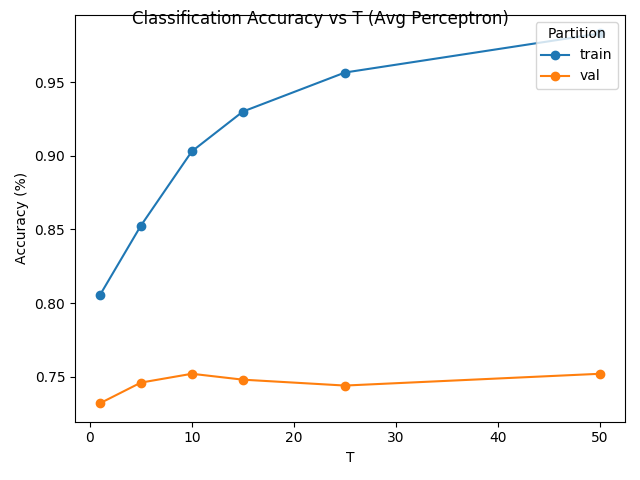 Classification Accuracy vs T (Avg Perceptron)
Partition
train
val
Accuracy (%)
0.95
0.90
0.85
0.80
0.75
0 10 20 30 40 50
T